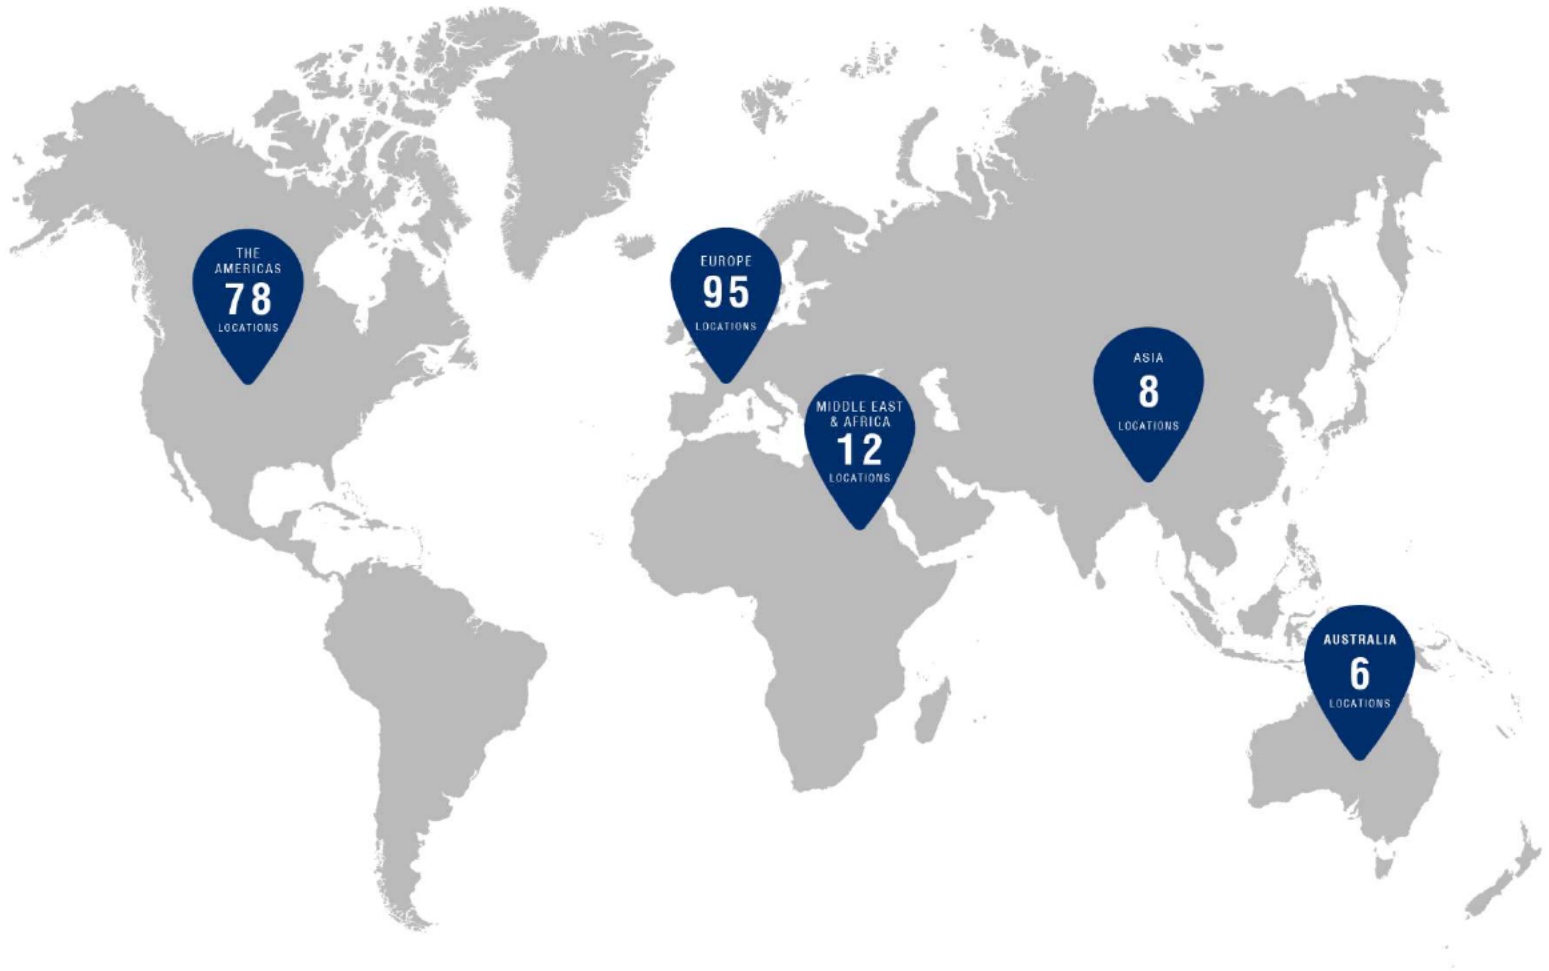 THE
AMERICAS
78
LOCATIONS
EUROPE
95
LOCATIONS
MIDDLE EAST
& AFRICA
12
LOCATIONS
ASIA
8
LOCATIONS
AUSTRALIA
6
LOCATIONS